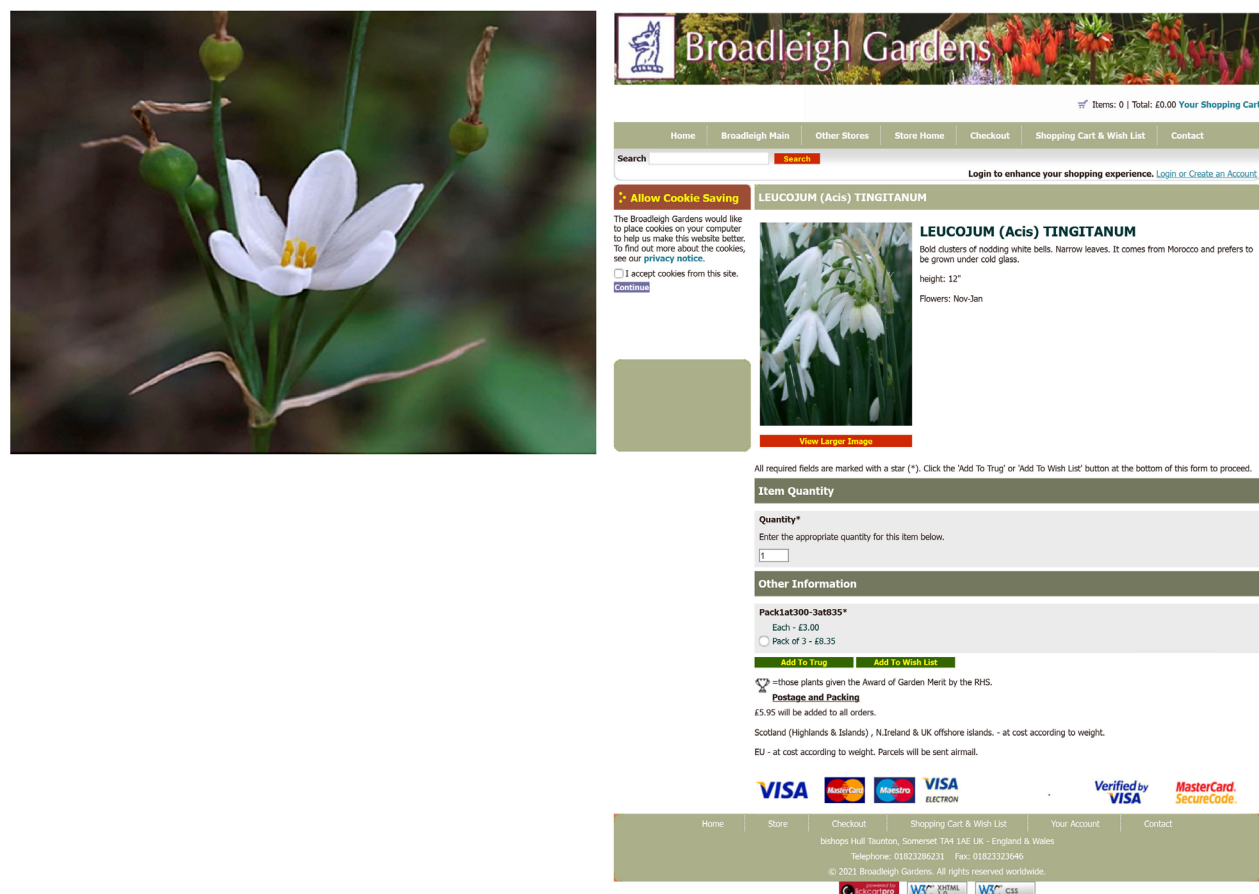 Broadleigh Gardens
Items: 0 | Total: £0.00 Your Shopping Cart
Home Broadleigh Main Other Stores Store Home Checkout Shopping Cart & Wish List Contact
Search Search
Login to enhance your shopping experience. Login or Create an Account
Allow Cookie Saving
The Broadleigh Gardens would like
to place cookies on your computer
to help us make this website better.
To find out more about the cookies,
see our privacy notice.
I accept cookies from this site.
Continue
LEUCOJUM (Acis) TINGITANUM
LEUCOJUM (Acis) TINGITANUM
Bold clusters of nodding white bells. Narrow leaves. It comes from Morocco and prefers to
be grown under cold glass.
height: 12"
Flowers: Nov-Jan
View Larger Image
All required fields are marked with a star (*). Click the 'Add To Trug' or 'Add To Wish List' button at the bottom of this form to proceed.
Item Quantity
Quantity*
Enter the appropriate quantity for this item below.
1
Other Information
Pack1at300-3at835*
Each - £3.00
Pack of 3 - £8.35
Add To Trug Add To Wish List
=those plants given the Award of Garden Merit by the RHS.
Postage and Packing
£5.95 will be added to all orders.
Scotland (Highlands & Islands) , N.Ireland & UK offshore islands. - at cost according to weight.
EU - at cost according to weight. Parcels will be sent airmail.
VISA MasterCard Maestro VISA ELECTRON Verified by VISA MasterCard. SecureCode.
Home Store Checkout Shopping Cart & Wish List Your Account Contact
bishops Hull Taunton, Somerset TA4 1AE UK - England & Wales
Telephone: 01823286231 Fax: 01823323646
© 2021 Broadleigh Gardens. All rights reserved worldwide.
powered by
clickcartpro W3C XHTML 1.0 W3C CSS